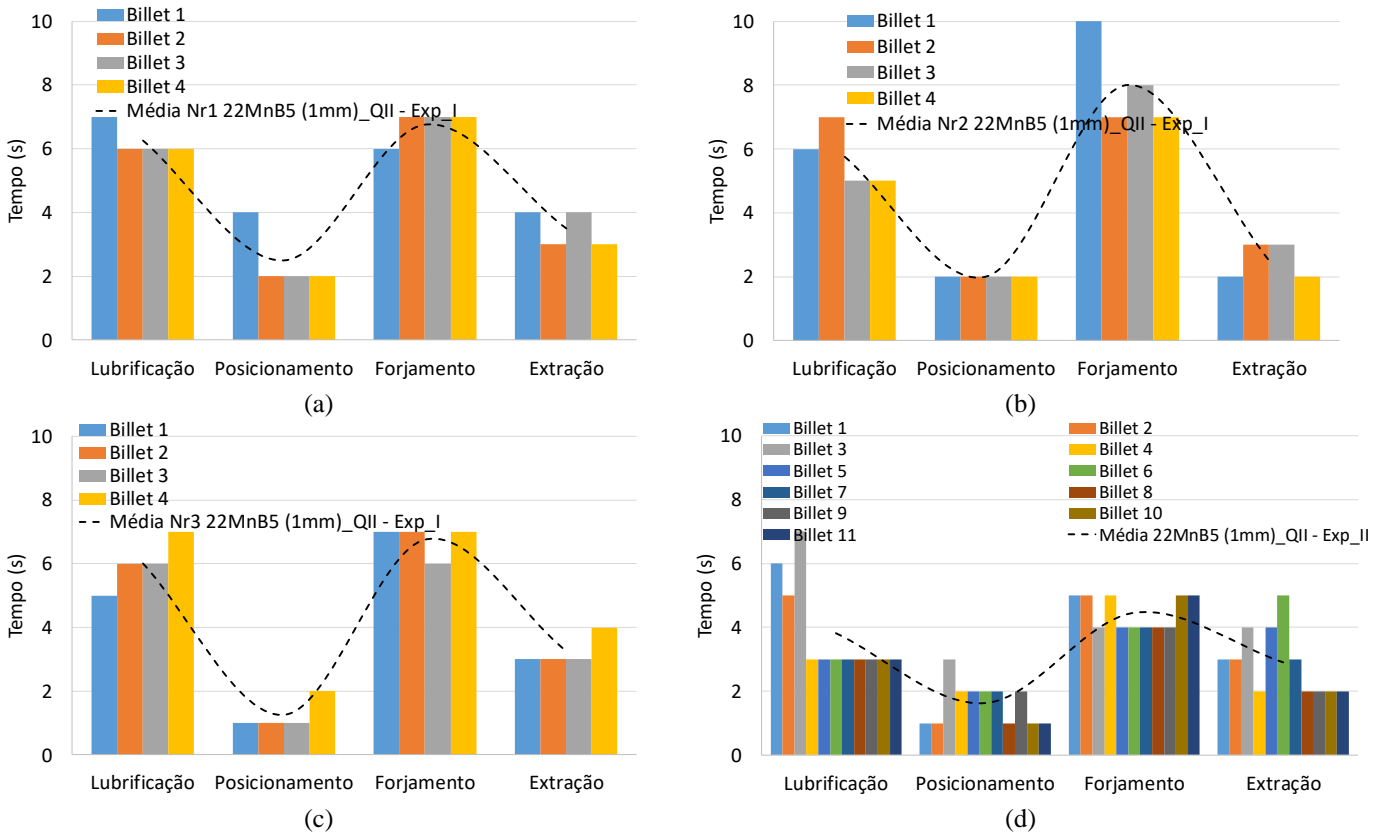 10
8
6
4
2
0
Tempo (s)
Billet 1
Billet 2
Billet 3
Billet 4
Média Nr1 22MnB5 (1mm)_QII - Exp_I
Lubrificação Posicionamento Forjamento Extração
(a)
10
8
6
4
2
0
Tempo (s)
Billet 1
Billet 2
Billet 3
Billet 4
Média Nr2 22MnB5 (1mm)_QII - Exp_I
Lubrificação Posicionamento Forjamento Extração
(b)
10
8
6
4
2
0
Tempo (s)
Billet 1
Billet 2
Billet 3
Billet 4
Média Nr3 22MnB5 (1mm)_QII - Exp_I
Lubrificação Posicionamento Forjamento Extração
(c)
10
8
6
4
2
0
Tempo (s)
Billet 1 Billet 2
Billet 3 Billet 4
Billet 5 Billet 6
Billet 7 Billet 8
Billet 9 Billet 10
Billet 11 Média 22MnB5 (1mm)_QII - Exp_II
Lubrificação Posicionamento Forjamento Extração
(d)